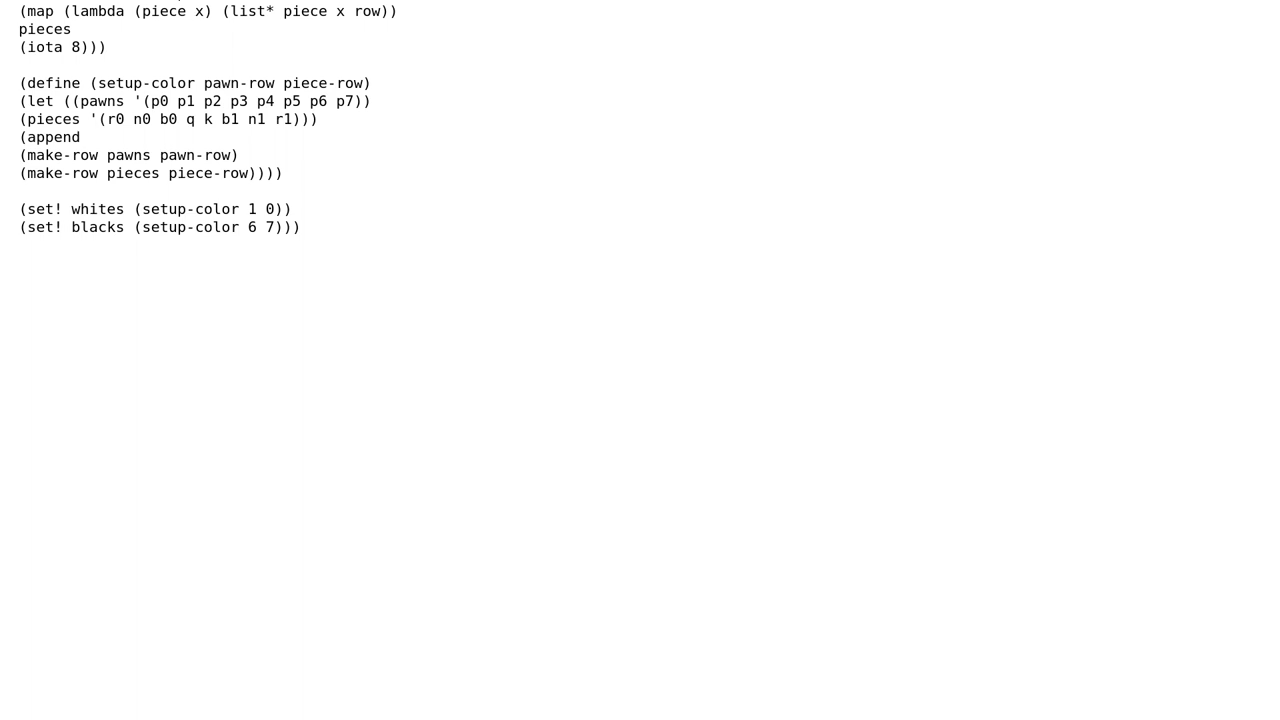 (map (lambda (piece x) (list* piece x row))
pieces
(iota 8)))

(define (setup-color pawn-row piece-row)
(let ((pawns '(p0 p1 p2 p3 p4 p5 p6 p7))
(pieces '(r0 n0 b0 q k b1 n1 r1)))
(append
(make-row pawns pawn-row)
(make-row pieces piece-row))))

(set! whites (setup-color 1 0))
(set! blacks (setup-color 6 7)))